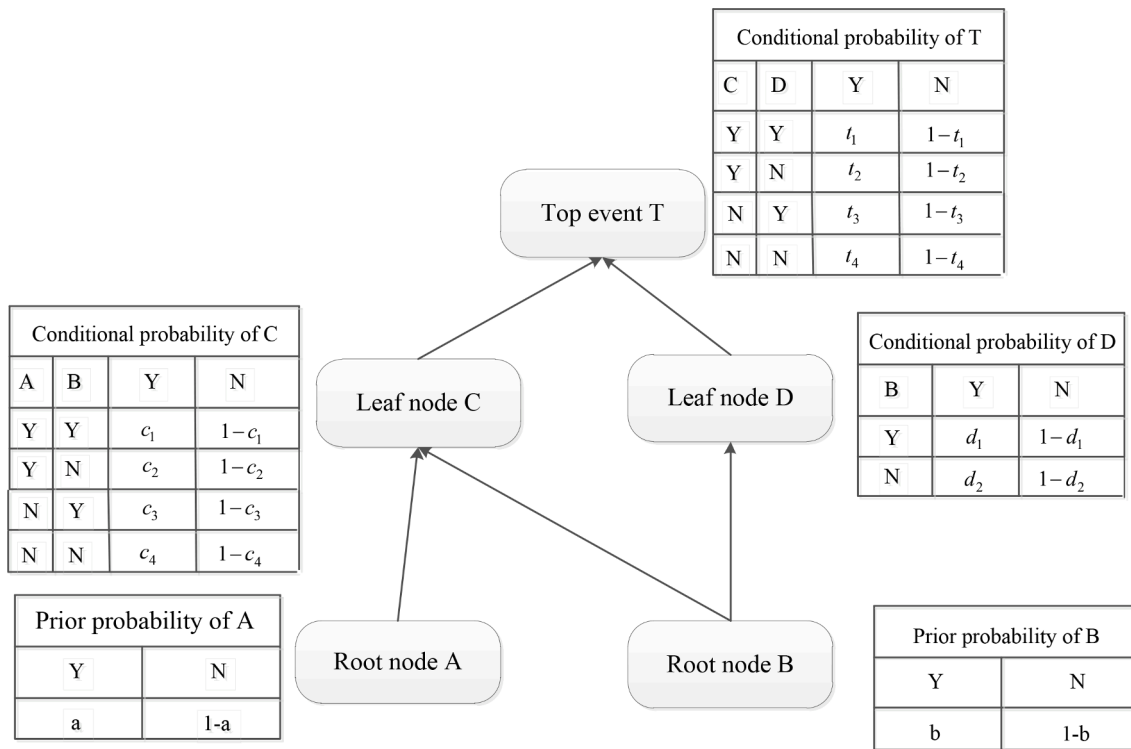 Conditional probability of T
C D Y N
Y Y t₁ 1−t₁
Y N t₂ 1−t₂
N Y t₃ 1−t₃
N N t₄ 1−t₄
Top event T
Conditional probability of C
A B Y N
Y Y c₁ 1−c₁
Y N c₂ 1−c₂
N Y c₃ 1−c₃
N N c₄ 1−c₄
Leaf node C
Leaf node D
Conditional probability of D
B Y N
Y d₁ 1−d₁
N d₂ 1−d₂
Prior probability of A
Y N
a 1-a
Root node A
Root node B
Prior probability of B
Y N
b 1-b